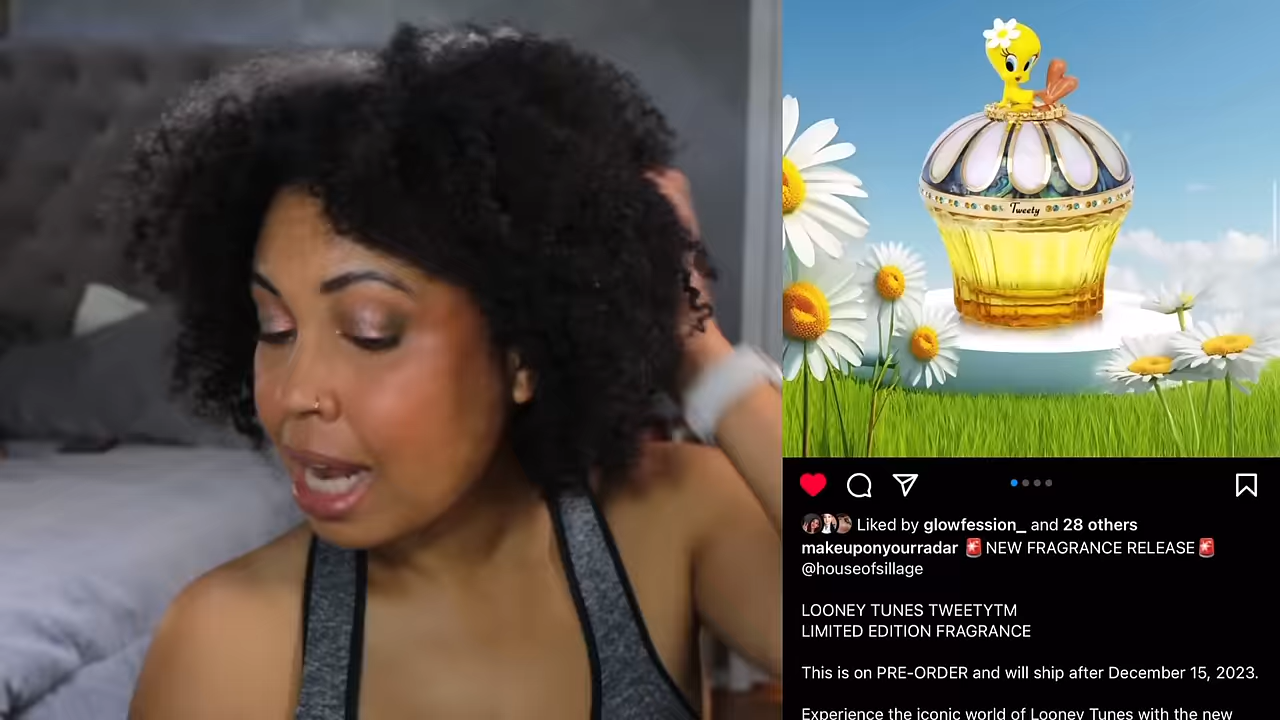 Tweety
Liked by glowfession_ and 28 others
makeuponyourradar 🚨NEW FRAGRANCE RELEASE🚨
@houseofsillage
LOONEY TUNES TWEETYTM
LIMITED EDITION FRAGRANCE
This is on PRE-ORDER and will ship after December 15, 2023.
Experience the iconic world of Looney Tunes with the new